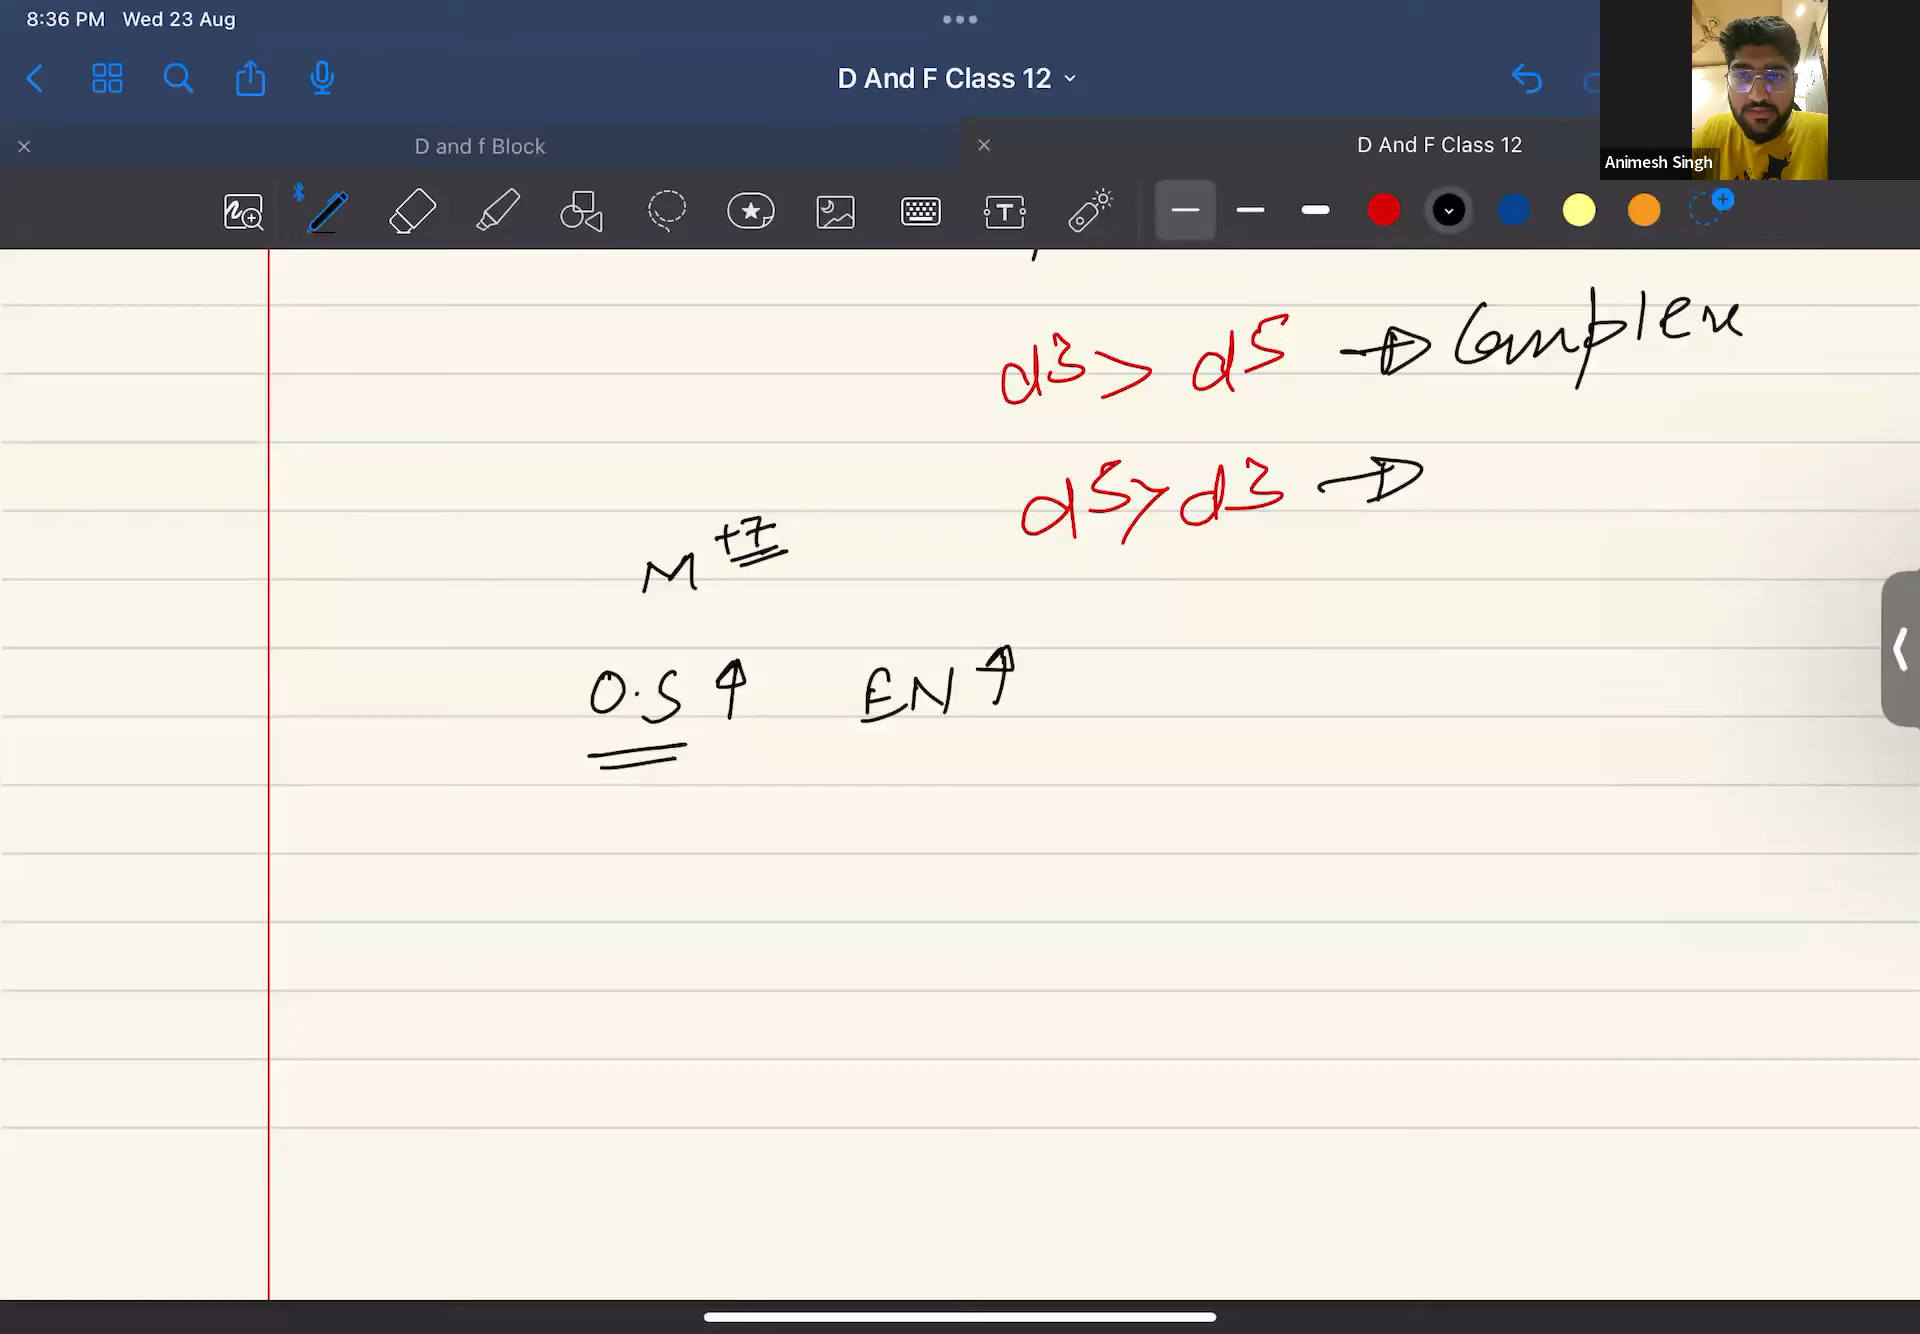 8:36 PM Wed 23 Aug
D And F Class 12
D and f Block
D And F Class 12
Animesh Singh
T
d3 > d5 → Complex
d5 > d3 →
M+7
O.S ↑ EN ↑